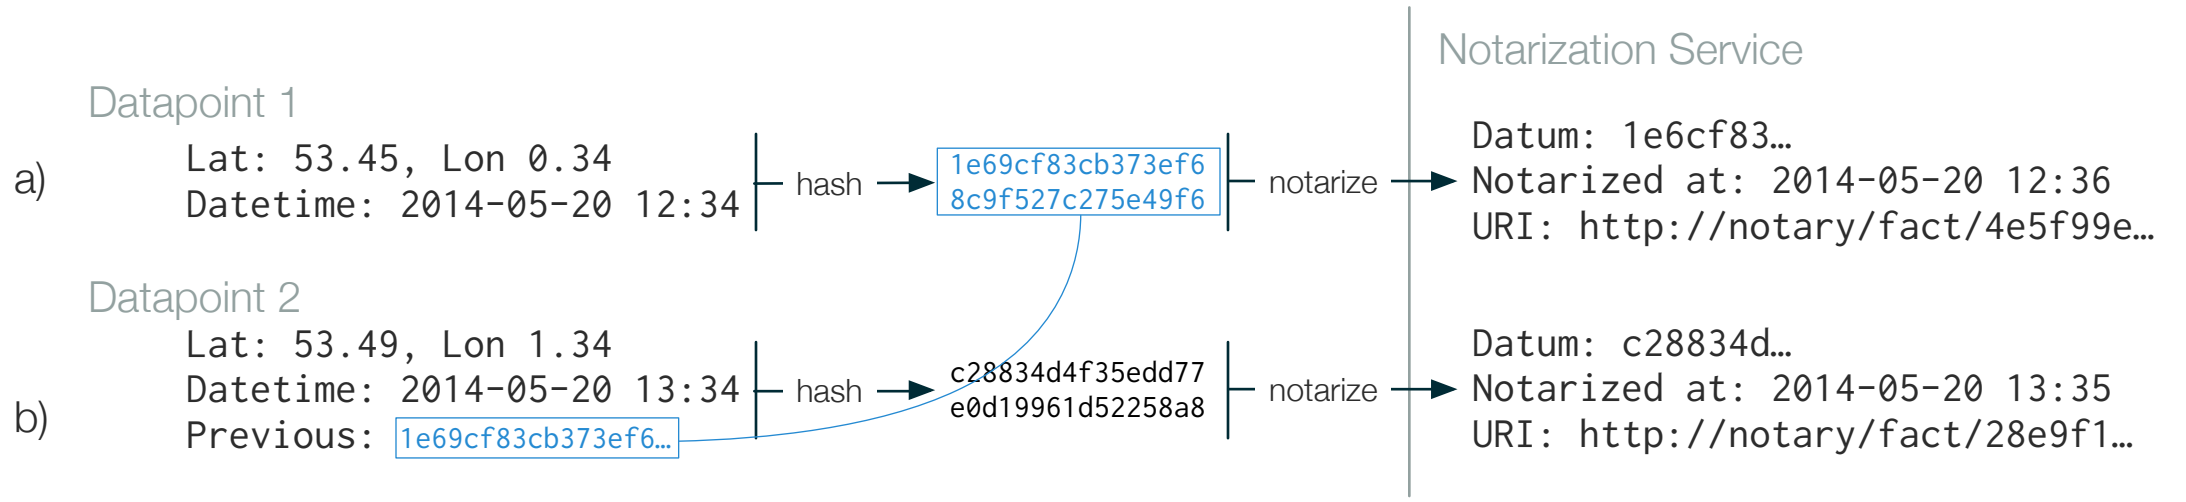 Notarization Service
Datapoint 1
a)
Lat: 53.45, Lon 0.34
Datetime: 2014-05-20 12:34
hash
1e69cf83cb373ef6
8c9f527c275e49f6
notarize
Datum: 1e6cf83…
Notarized at: 2014-05-20 12:36
URI: http://notary/fact/4e5f99e…
Datapoint 2
b)
Lat: 53.49, Lon 1.34
Datetime: 2014-05-20 13:34
Previous: 1e69cf83cb373ef6…
hash
c28834d4f35edd77
e0d19961d52258a8
notarize
Datum: c28834d…
Notarized at: 2014-05-20 13:35
URI: http://notary/fact/28e9f1…